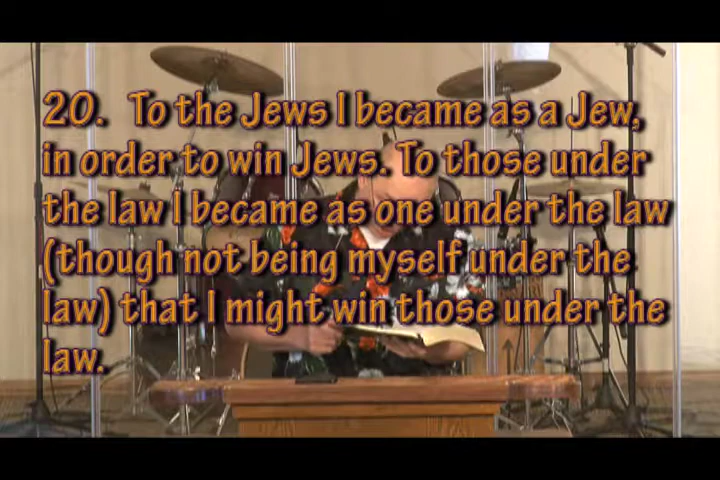 20. To the Jews I became as a Jew,
in order to win Jews. To those under
the law I became as one under the law
(though not being myself under the
law) that I might win those under the
law.